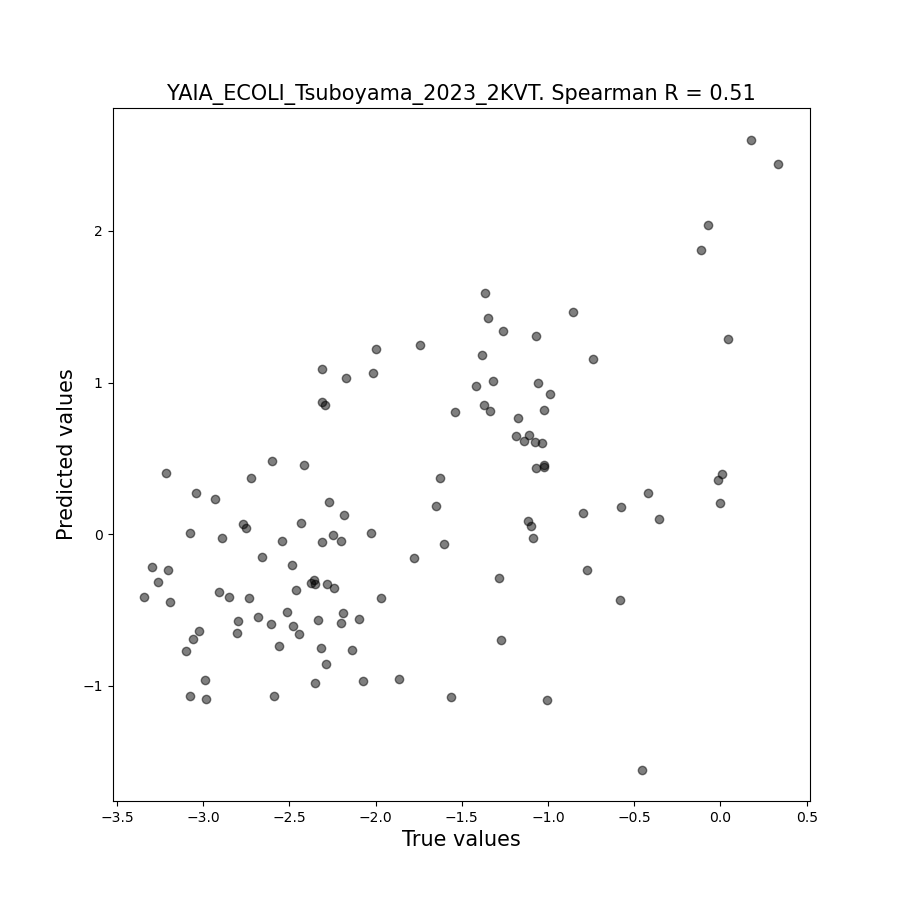 YAIA_ECOLI_Tsuboyama_2023_2KVT. Spearman R = 0.51
Predicted values
2
1
0
−1
−3.5 −3.0 −2.5 −2.0 −1.5 −1.0 −0.5 0.0 0.5
True values